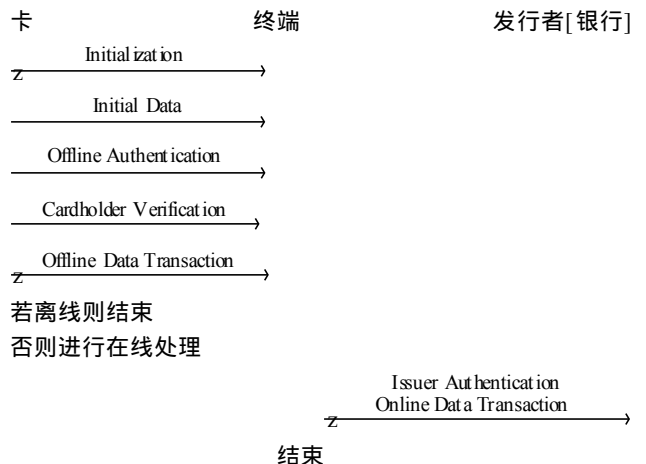 卡 终端 发行者[银行]
Initialization
z
Initial Data
Offline Authentication
Cardholder Verification
Offline Data Transaction
z
若离线则结束
否则进行在线处理
Issuer Authentication
Online Data Transaction
z
结束